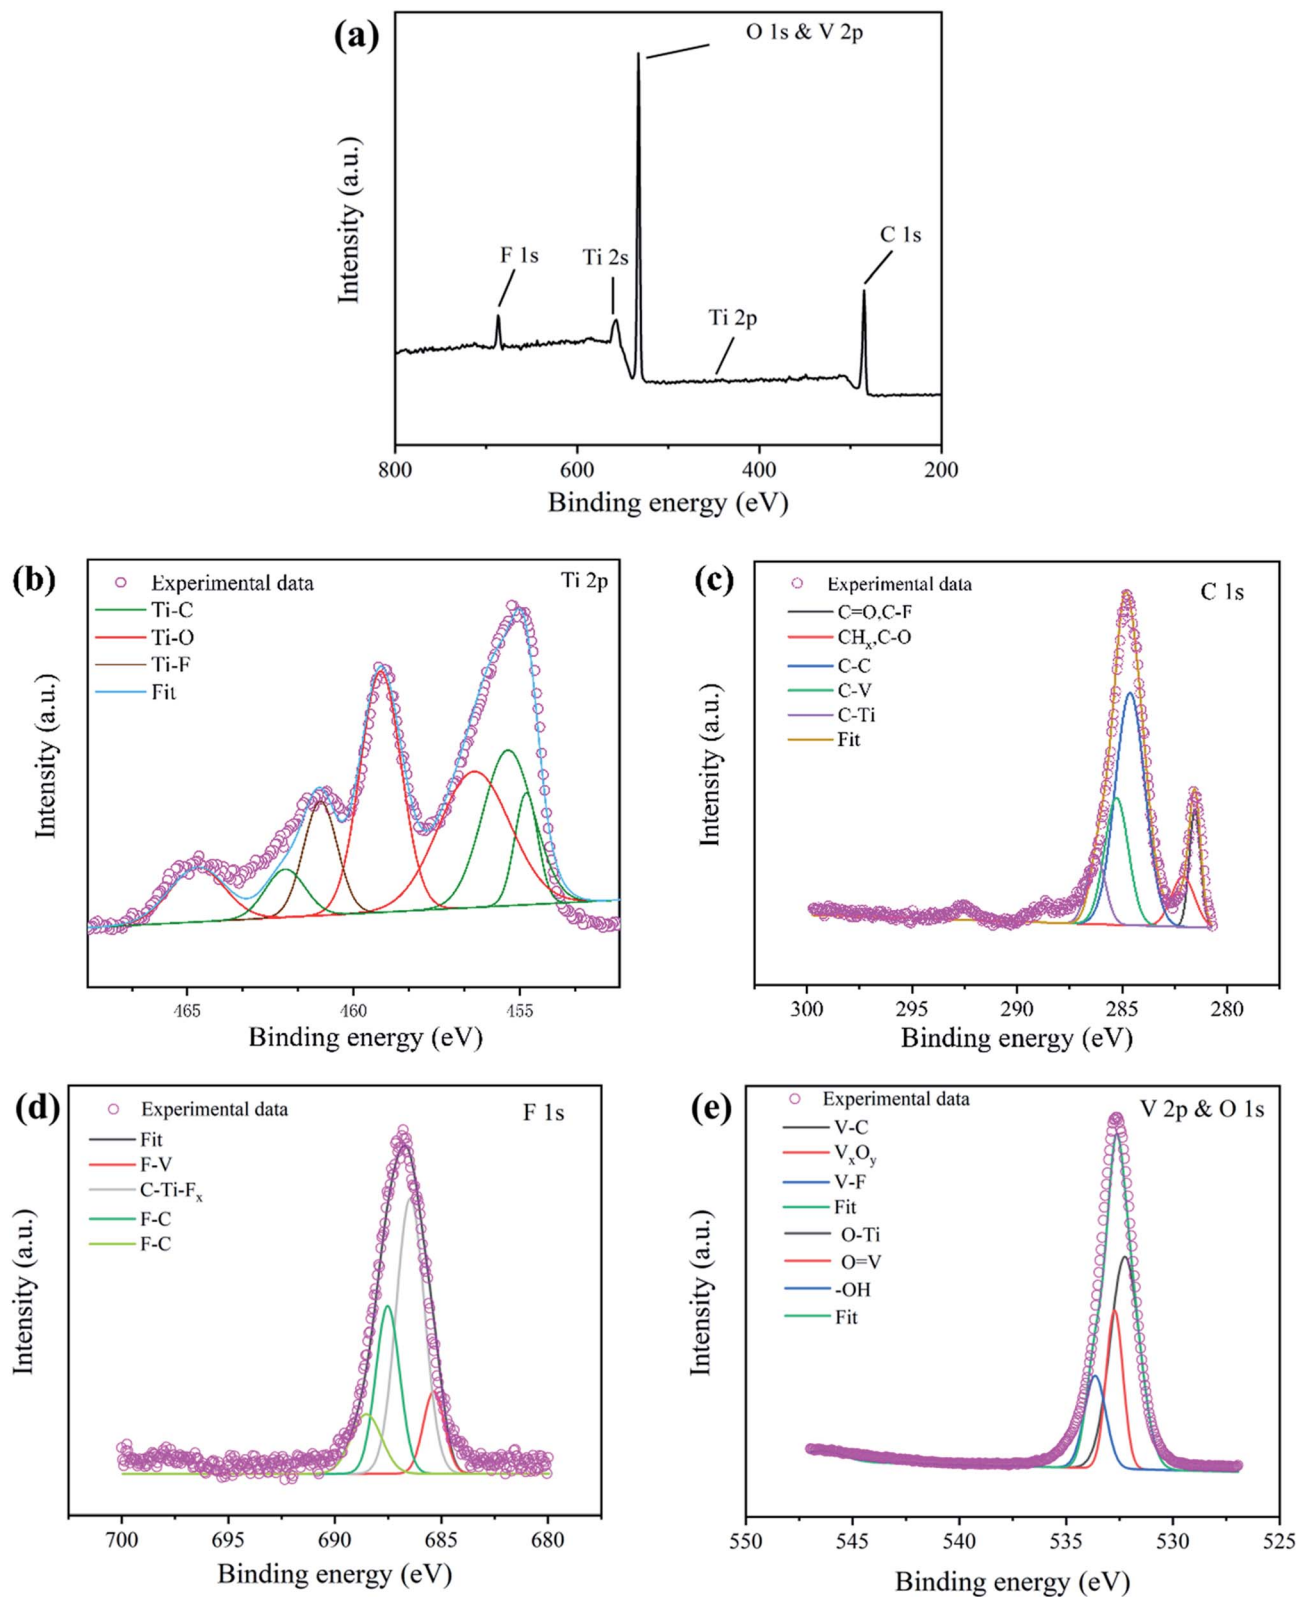 (a)
O 1s & V 2p
C 1s
F 1s
Ti 2s
Ti 2p
Intensity (a.u.)
800 600 400 200
Binding energy (eV)
(b)
Experimental data
Ti 2p
Ti-C
Ti-O
Ti-F
Fit
Intensity (a.u.)
465 460 455
Binding energy (eV)
(c)
Experimental data
C 1s
C=O,C-F
CHx,C-O
C-C
C-V
C-Ti
Fit
Intensity (a.u.)
300 295 290 285 280
Binding energy (eV)
(d)
Experimental data
F 1s
Fit
F-V
C-Ti-Fx
F-C
F-C
Intensity (a.u.)
700 695 690 685 680
Binding energy (eV)
(e)
Experimental data
V 2p & O 1s
V-C
VxOy
V-F
Fit
O-Ti
O=V
-OH
Fit
Intensity (a.u.)
550 545 540 535 530 525
Binding energy (eV)